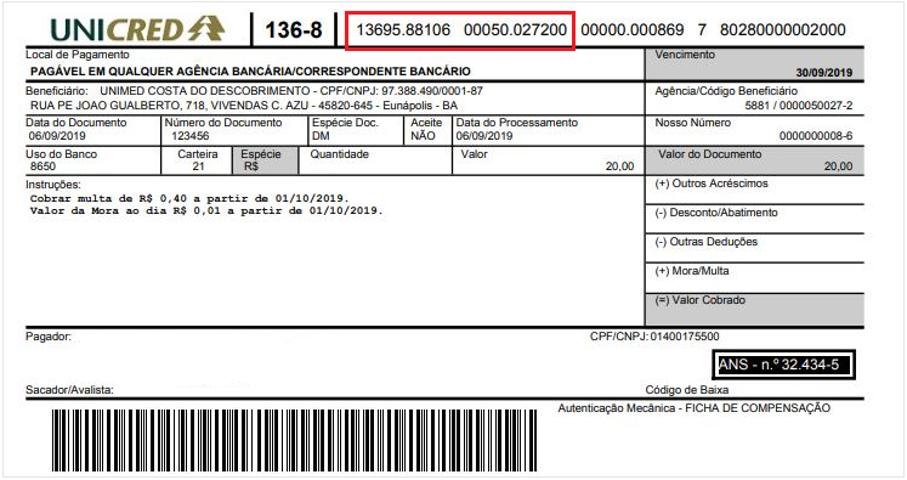 UNICRED 136-8 13695.88106 00050.027200 00000.000869 7 80280000002000
Local de Pagamento Vencimento
PAGÁVEL EM QUALQUER AGÊNCIA BANCÁRIA/CORRESPONDENTE BANCÁRIO 30/09/2019
Beneficiário: UNIMED COSTA DO DESCOBRIMENTO - CPF/CNPJ: 97.388.490/0001-87 Agência/Código Beneficiário
RUA PE JOAO GUALBERTO, 718, VIVENDAS C. AZU - 45820-645 - Eunápolis - BA 5881 / 0000050027-2
Data do Documento Número do Documento Espécie Doc. Aceite Data do Processamento Nosso Número
06/09/2019 123456 DM NÃO 06/09/2019 0000000008-6
Uso do Banco Carteira Espécie Quantidade Valor Valor do Documento
8650 21 R$ 20,00 20,00
Instruções: (+) Outros Acréscimos
Cobrar multa de R$ 0,40 a partir de 01/10/2019.
Valor da Mora ao dia R$ 0,01 a partir de 01/10/2019.
(-) Desconto/Abatimento
(-) Outras Deduções
(+) Mora/Multa
(=) Valor Cobrado
Pagador: CPF/CNPJ: 01400175500
ANS - n.º 32.434-5
Sacador/Avalista: Código de Baixa
Autenticação Mecânica - FICHA DE COMPENSAÇÃO